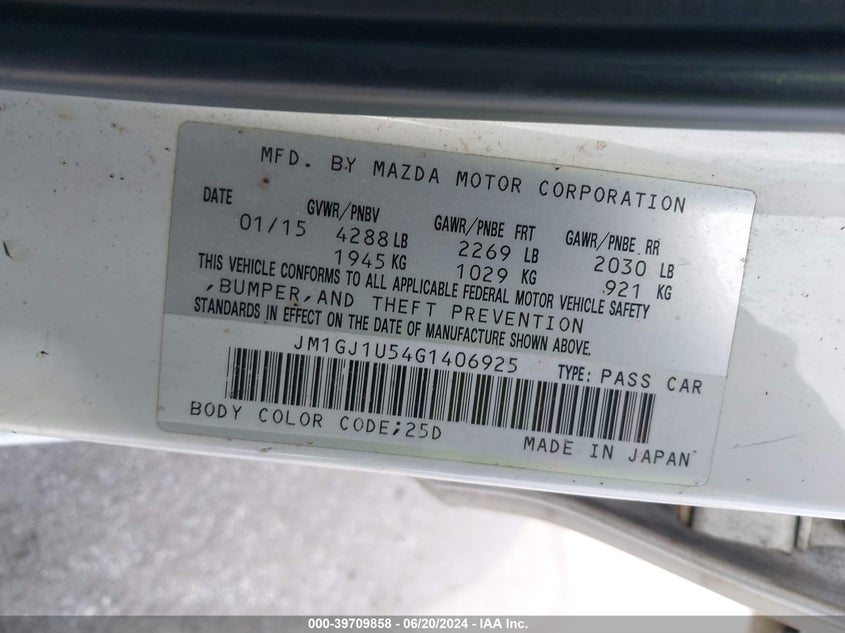 MFD. BY MAZDA MOTOR CORPORATION
DATE GVWR/PNBV GAWR/PNBE FRT GAWR/PNBE RR
01/15 4288 LB 2269 LB 2030 LB
1945 KG 1029 KG 921 KG
THIS VEHICLE CONFORMS TO ALL APPLICABLE FEDERAL MOTOR VEHICLE SAFETY
,BUMPER,AND THEFT PREVENTION
STANDARDS IN EFFECT ON THE DATE OF MANUFACTURE SHOWN ABOVE.
JM1GJ1U54G1406925 TYPE: PASS CAR
BODY COLOR CODE;25D
MADE IN JAPAN
000-39709858 - 06/20/2024 - IAA Inc.